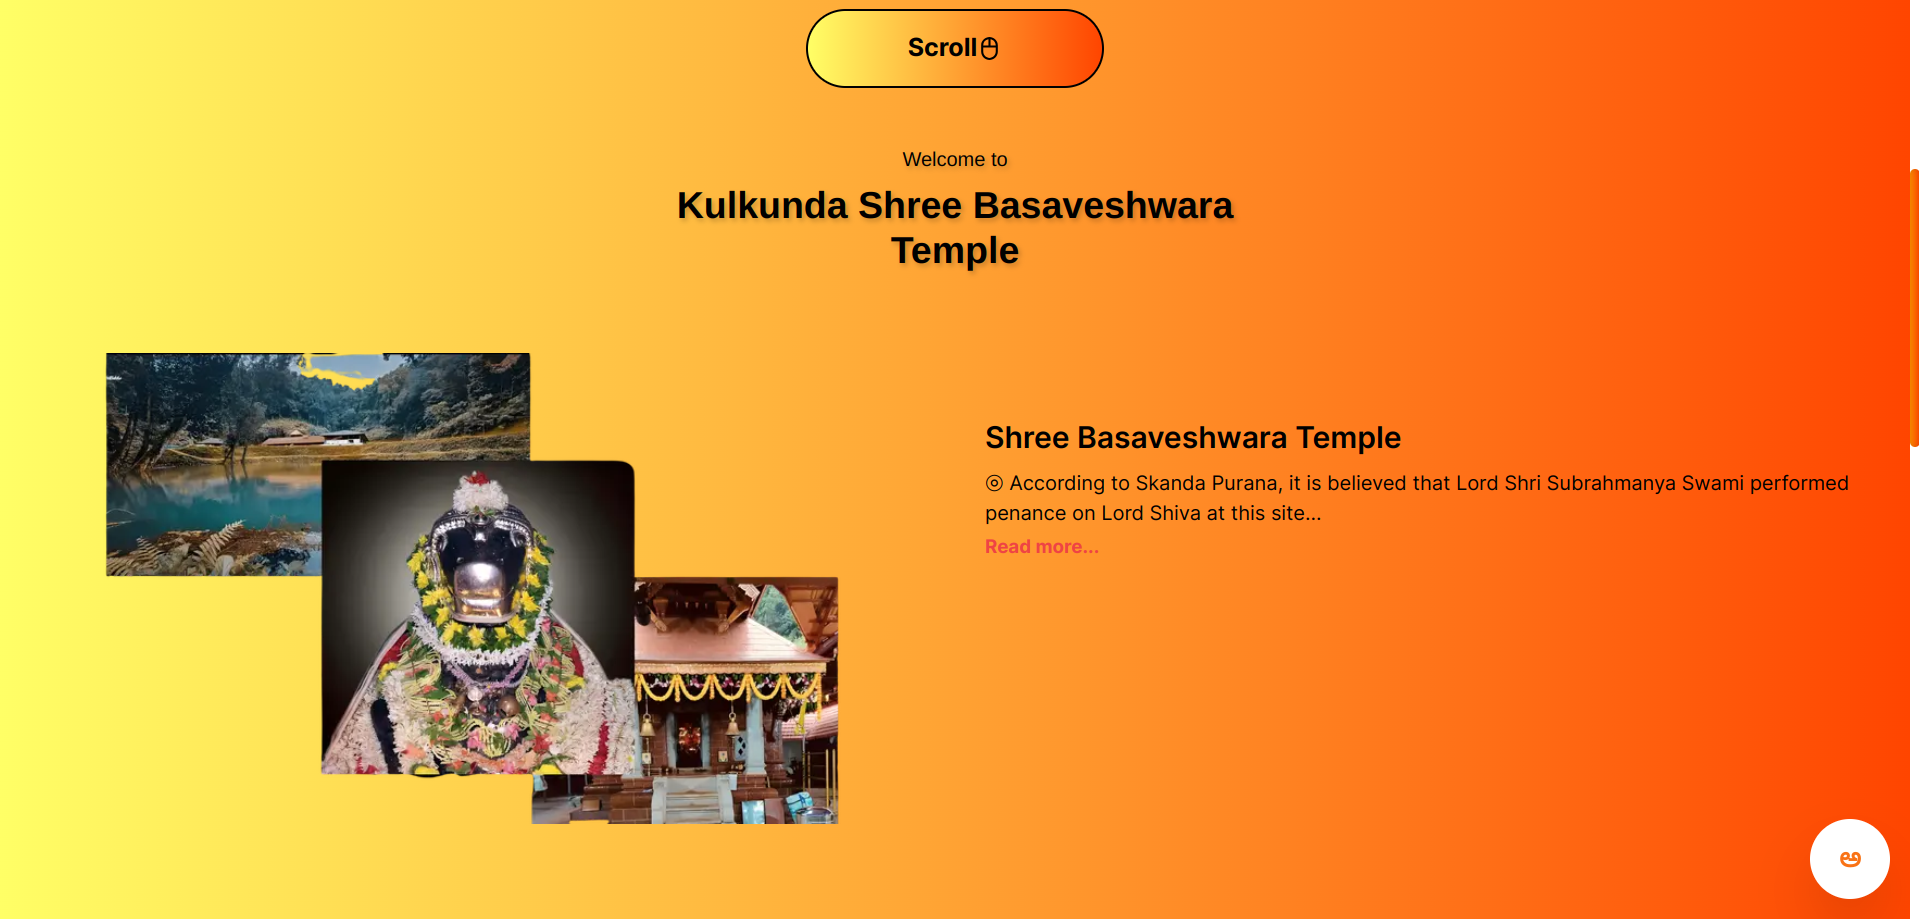 Scroll
Welcome to
Kulkunda Shree Basaveshwara
Temple
Shree Basaveshwara Temple
⦾ According to Skanda Purana, it is believed that Lord Shri Subrahmanya Swami performed
penance on Lord Shiva at this site...
Read more...
ಅ